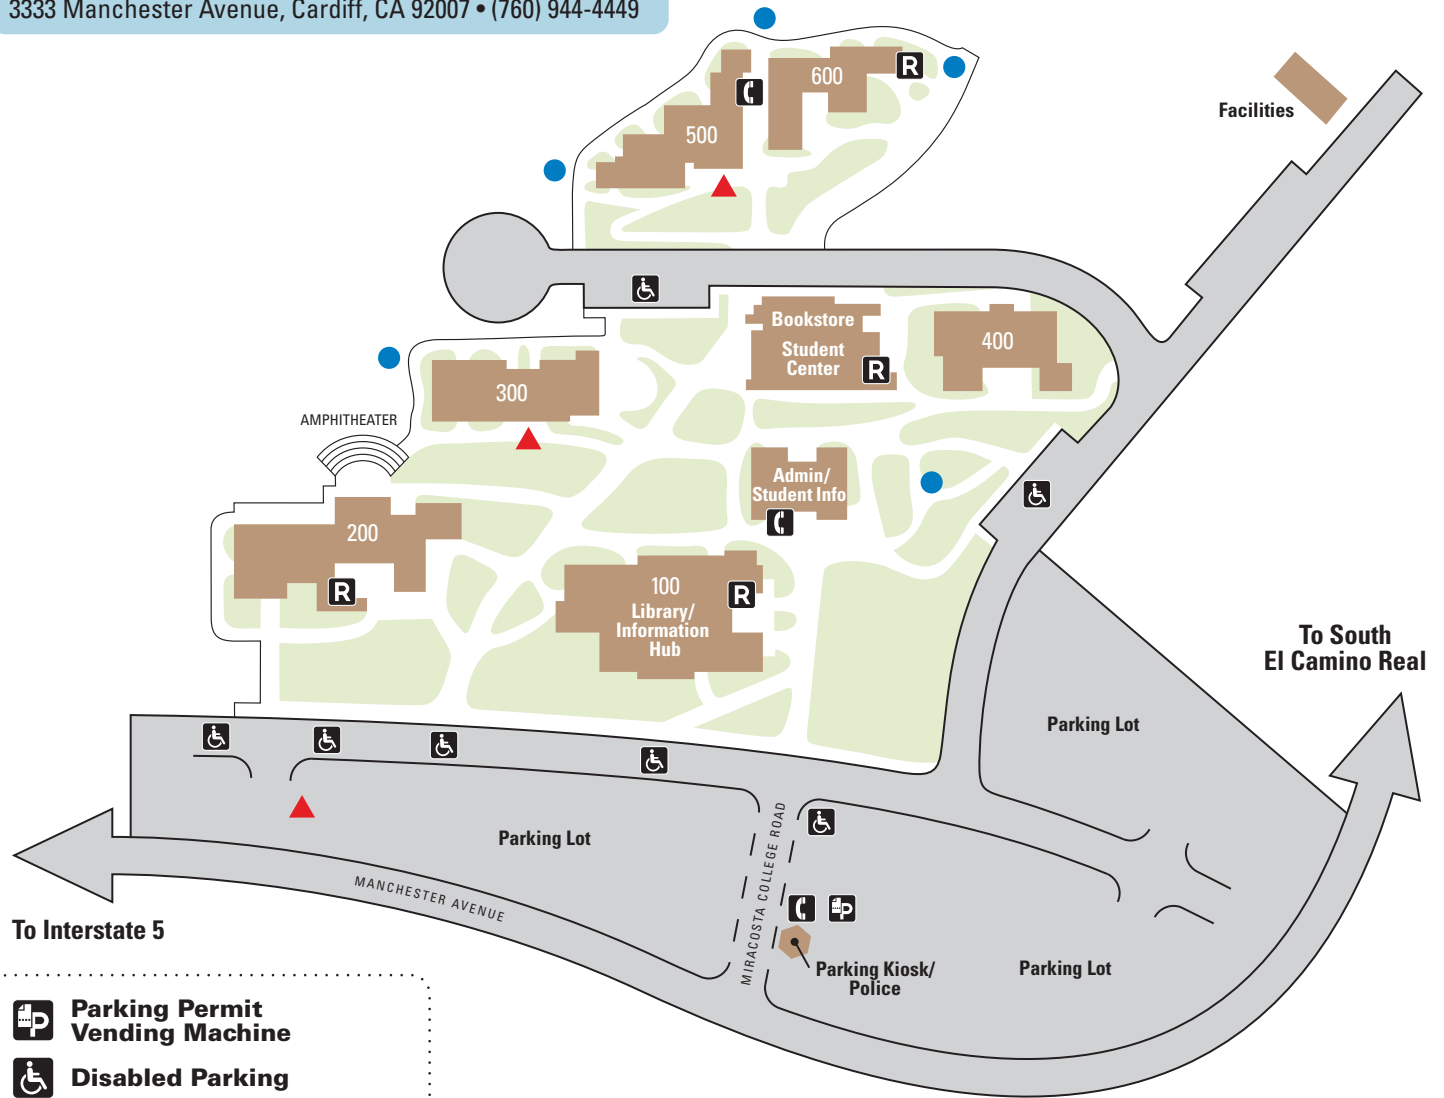 3333 Manchester Avenue, Cardiff, CA 92007 • (760) 944-4449
600
R
500
Facilities
Bookstore
Student
Center
R
400
300
AMPHITHEATER
Admin/
Student Info
200
R
100
Library/
Information
Hub
R
To South
El Camino Real
Parking Lot
Parking Lot
MIRACOSTA COLLEGE ROAD
MANCHESTER AVENUE
To Interstate 5
P
Parking Kiosk/
Police
Parking Lot
P
Parking Permit
Vending Machine
Disabled Parking